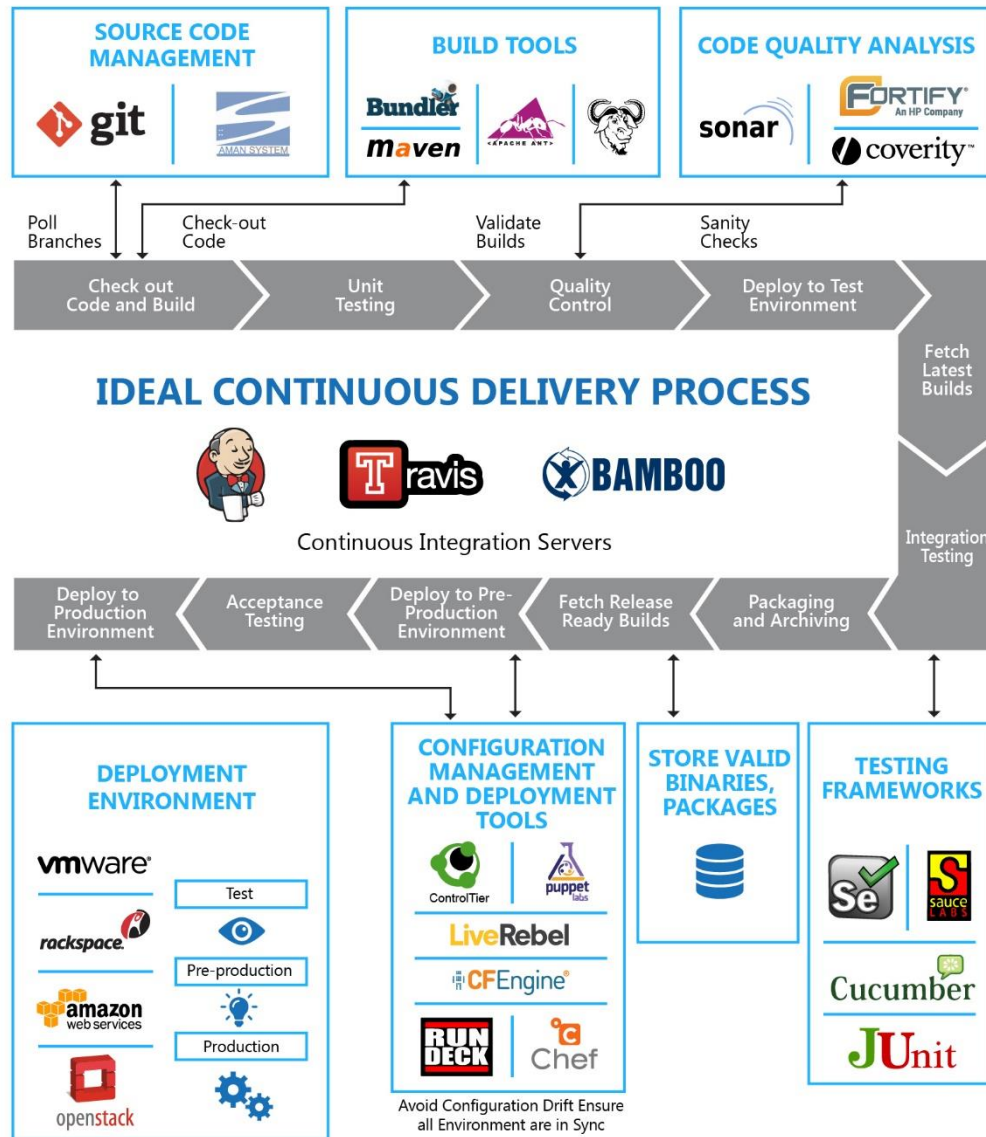 SOURCE CODE
MANAGEMENT
git
AMAN SYSTEM
BUILD TOOLS
Bundler
maven
<APACHE ANT>
CODE QUALITY ANALYSIS
sonar
FORTIFY®
An HP Company
coverity™
Poll
Branches
Check-out
Code
Validate
Builds
Sanity
Checks
Check out
Code and Build
Unit
Testing
Quality
Control
Deploy to Test
Environment
Fetch
Latest
Builds
IDEAL CONTINUOUS DELIVERY PROCESS
Travis
BAMBOO
Continuous Integration Servers
Integration
Testing
Deploy to
Production
Environment
Acceptance
Testing
Deploy to Pre-
Production
Environment
Fetch Release
Ready Builds
Packaging
and Archiving
DEPLOYMENT
ENVIRONMENT
vmware®
rackspace.
amazon
web services
openstack
Test
Pre-production
Production
CONFIGURATION
MANAGEMENT
AND DEPLOYMENT
TOOLS
ControlTier
puppet
labs
LiveRebel
CFEngine®
RUN
DECK
Chef
Avoid Configuration Drift Ensure
all Environment are in Sync
STORE VALID
BINARIES,
PACKAGES
TESTING
FRAMEWORKS
Se
S
sauce
LABS
Cucumber
JUnit